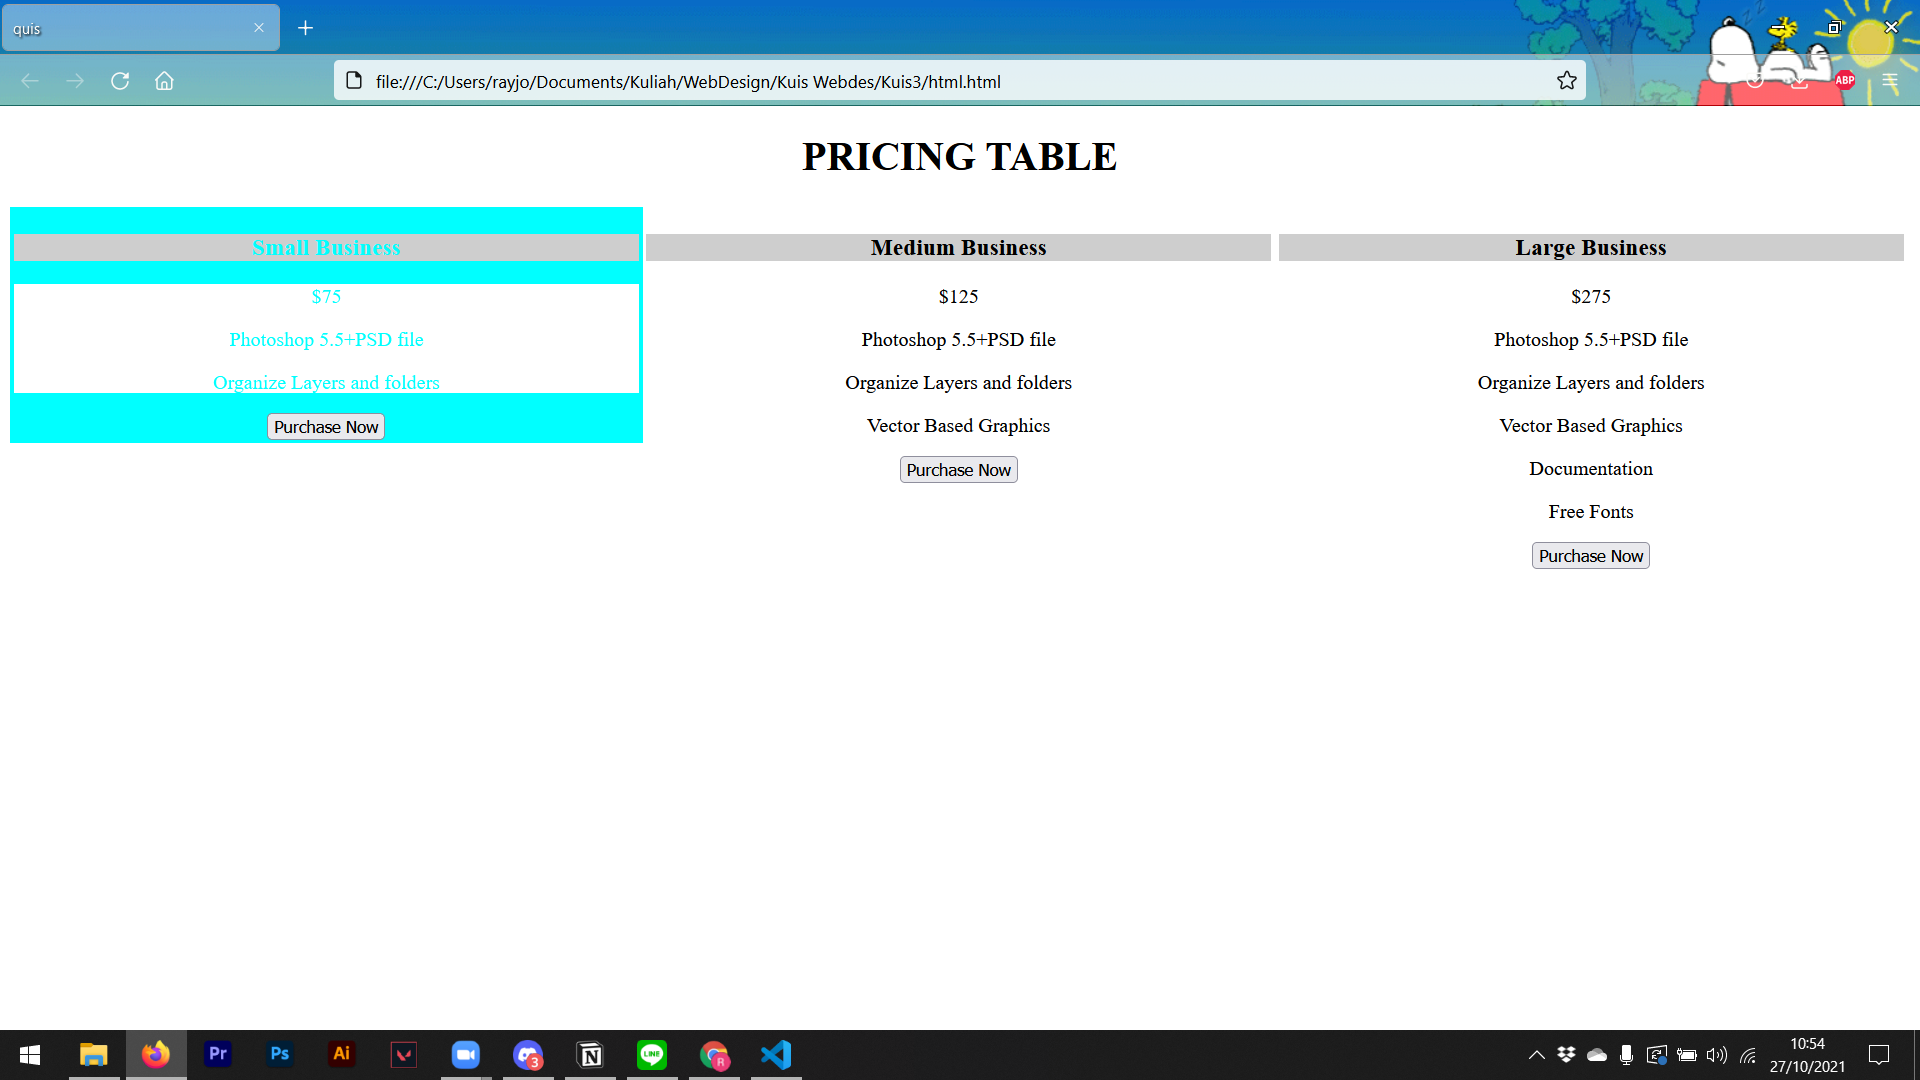 quis
file:///C:/Users/rayjo/Documents/Kuliah/WebDesign/Kuis Webdes/Kuis3/html.html
ABP
PRICING TABLE
Small Business
$75
Photoshop 5.5+PSD file
Organize Layers and folders
Purchase Now
Medium Business
$125
Photoshop 5.5+PSD file
Organize Layers and folders
Vector Based Graphics
Purchase Now
Large Business
$275
Photoshop 5.5+PSD file
Organize Layers and folders
Vector Based Graphics
Documentation
Free Fonts
Purchase Now
Pr
Ps
Ai
3
N
LINE
R
10:54
27/10/2021